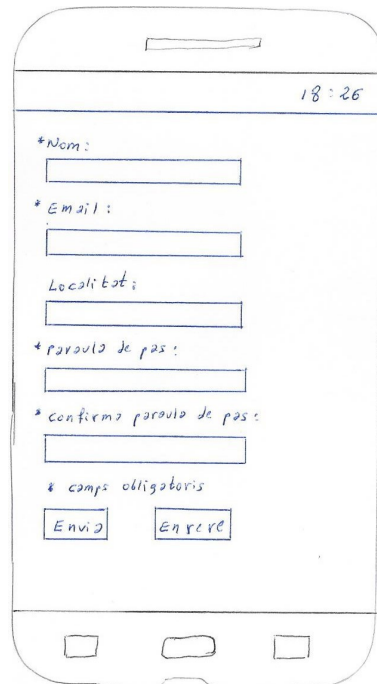 18:26
*Nom:
* Email:
Localitat:
* paraula de pas:
* confirma paraula de pas:
* camps obligatoris
Envia Enrere